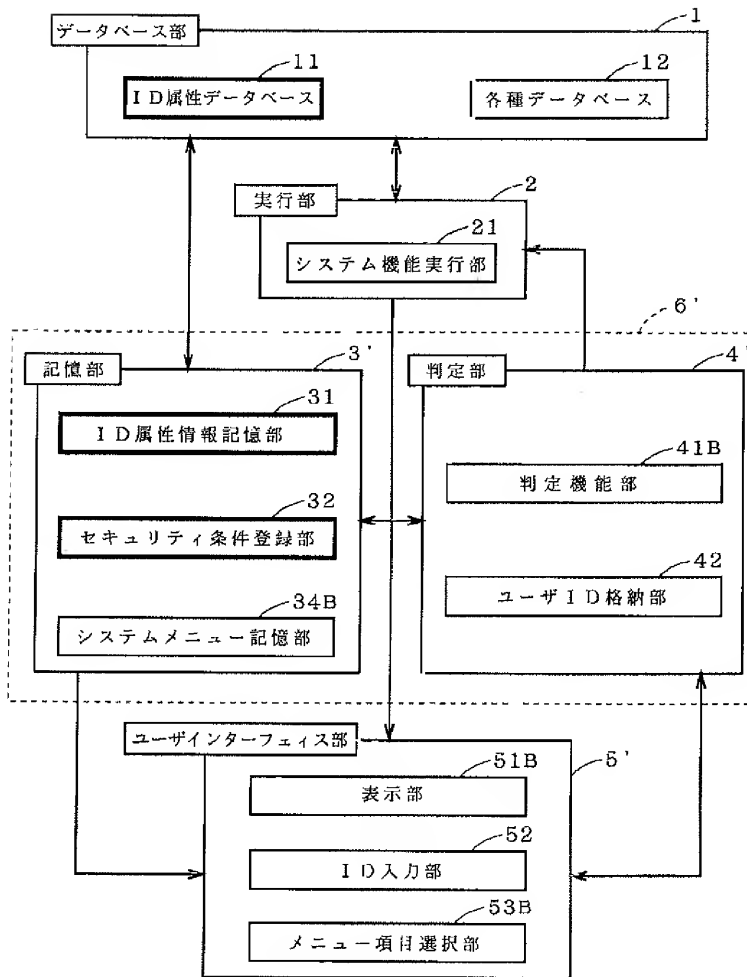 データベース部
1
11
12
ID属性データベース
各種データベース
実行部
2
21
システム機能実行部
6'
記憶部
3'
判定部
4'
31
ID属性情報記憶部
41B
判定機能部
32
セキュリティ条件登録部
42
ユーザID格納部
34B
システムメニュー記憶部
ユーザインターフェィス部
5'
51B
表示部
52
ID入力部
53B
メニュー項目選択部